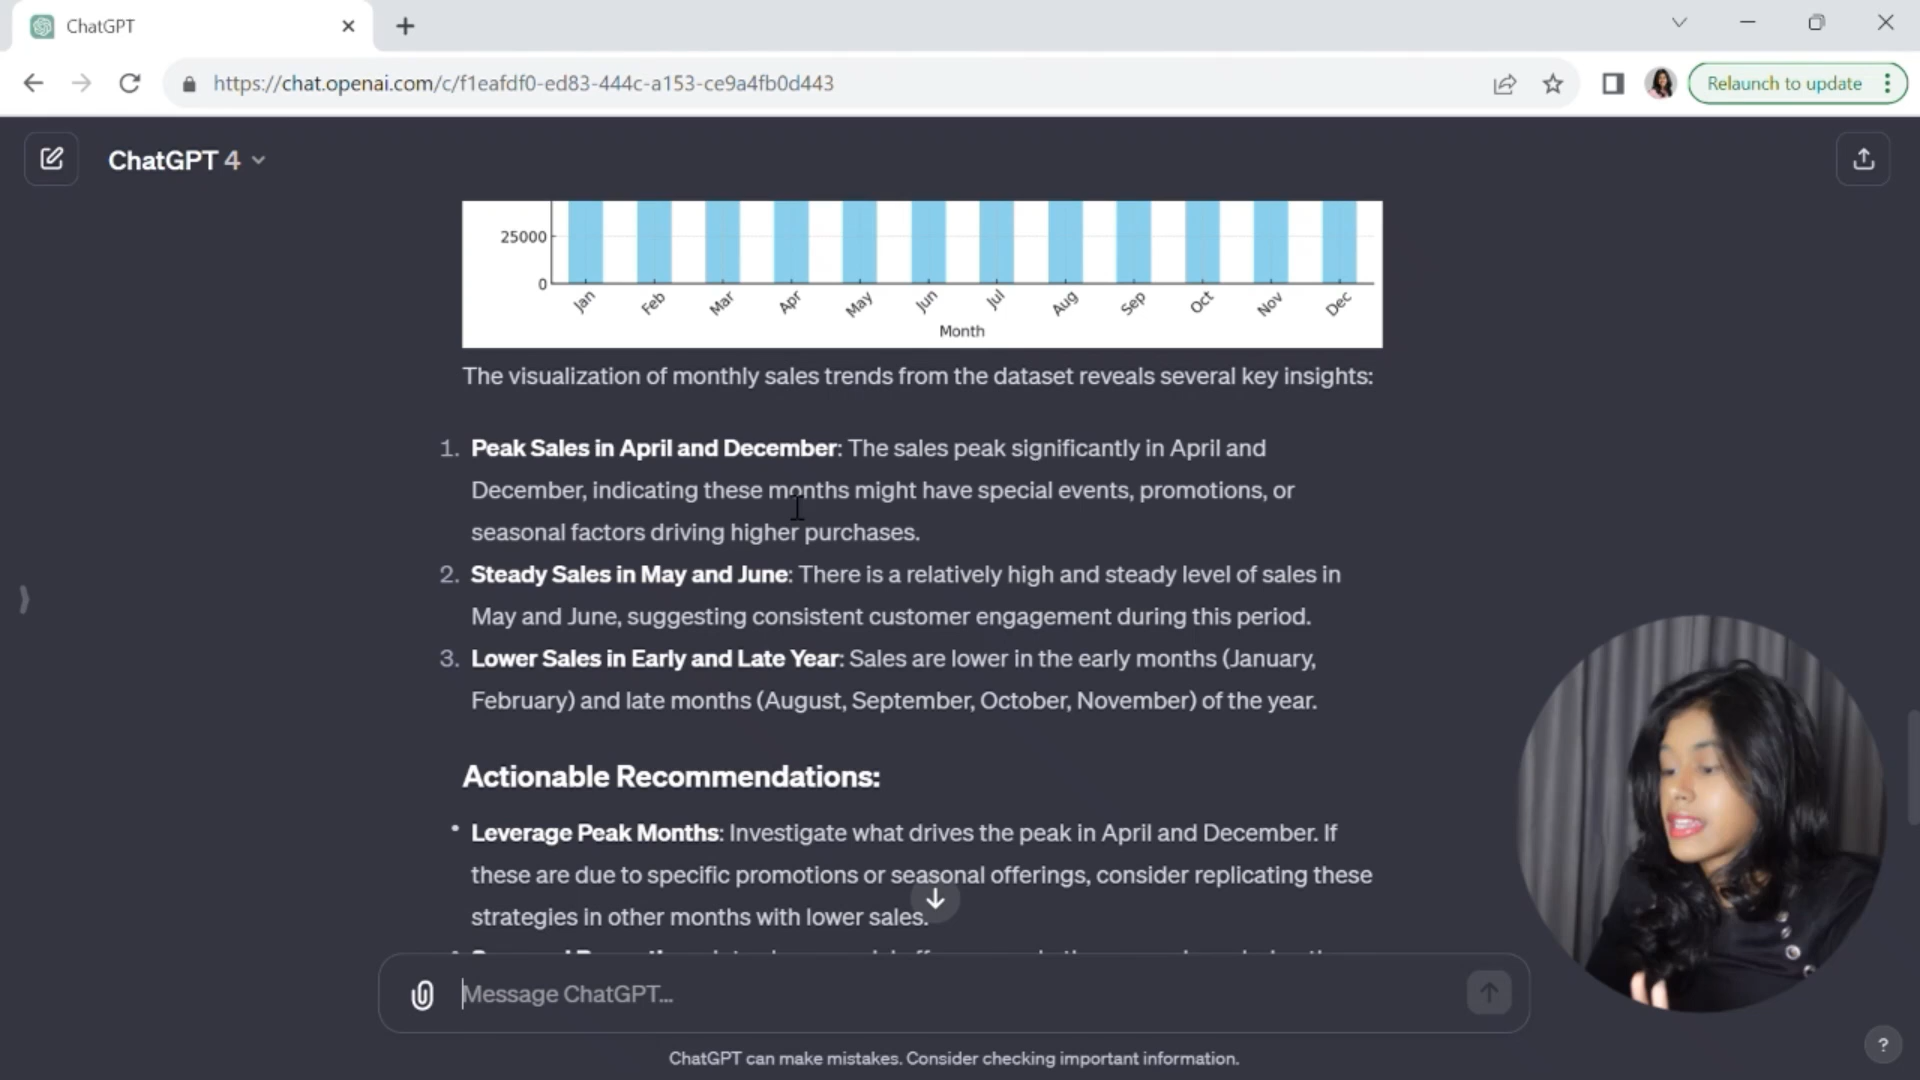 ChatGPT
https://chat.openai.com/c/f1eafdf0-ed83-444c-a153-ce9a4fb0d443
Relaunch to update
ChatGPT 4
25000
0
Jan Feb Mar Apr May Jun Jul Aug Sep Oct Nov Dec
Month
The visualization of monthly sales trends from the dataset reveals several key insights:
1. Peak Sales in April and December: The sales peak significantly in April and
December, indicating these months might have special events, promotions, or
seasonal factors driving higher purchases.
2. Steady Sales in May and June: There is a relatively high and steady level of sales in
May and June, suggesting consistent customer engagement during this period.
3. Lower Sales in Early and Late Year: Sales are lower in the early months (January,
February) and late months (August, September, October, November) of the year.
Actionable Recommendations:
• Leverage Peak Months: Investigate what drives the peak in April and December. If
these are due to specific promotions or seasonal offerings, consider replicating these
strategies in other months with lower sales.
Message ChatGPT...
ChatGPT can make mistakes. Consider checking important information.
?